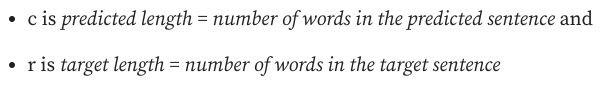 • c is predicted length = number of words in the predicted sentence and
• r is target length = number of words in the target sentence